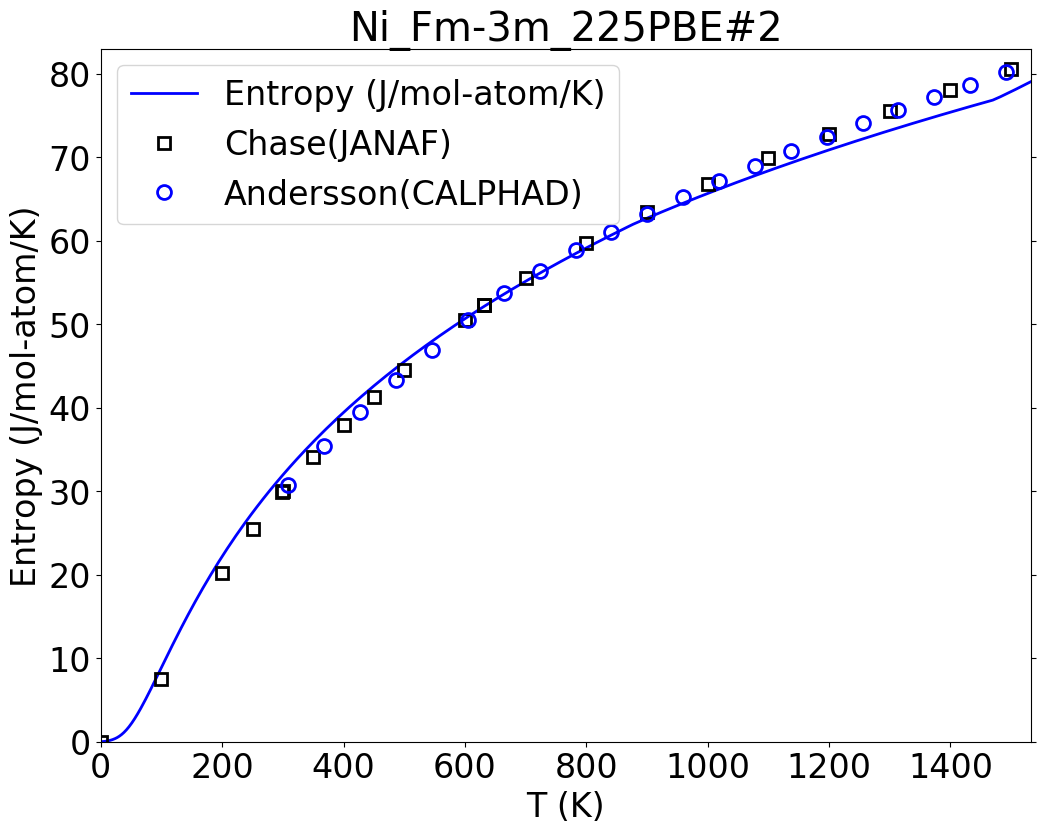 Ni_Fm-3m_225PBE#2
Entropy (J/mol-atom/K)
Chase(JANAF)
Andersson(CALPHAD)
Entropy (J/mol-atom/K)
80
70
60
50
40
30
20
10
0
0 200 400 600 800 1000 1200 1400
T (K)